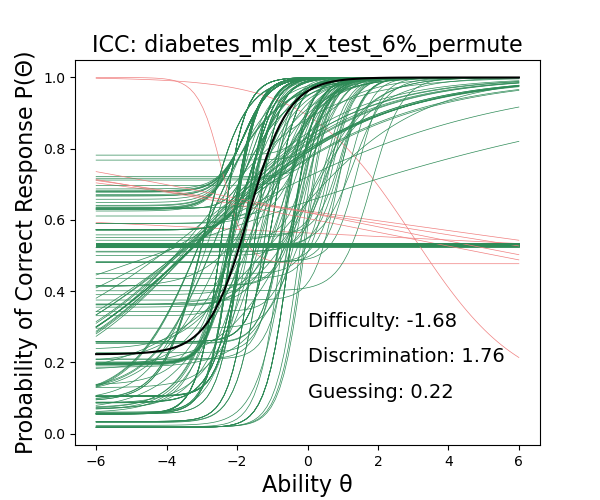 ICC: diabetes_mlp_x_test_6%_permute
Probability of Correct Response P(Θ)
1.0
0.8
0.6
0.4
0.2
0.0
Difficulty: -1.68
Discrimination: 1.76
Guessing: 0.22
−6 −4 −2 0 2 4 6
Ability θ